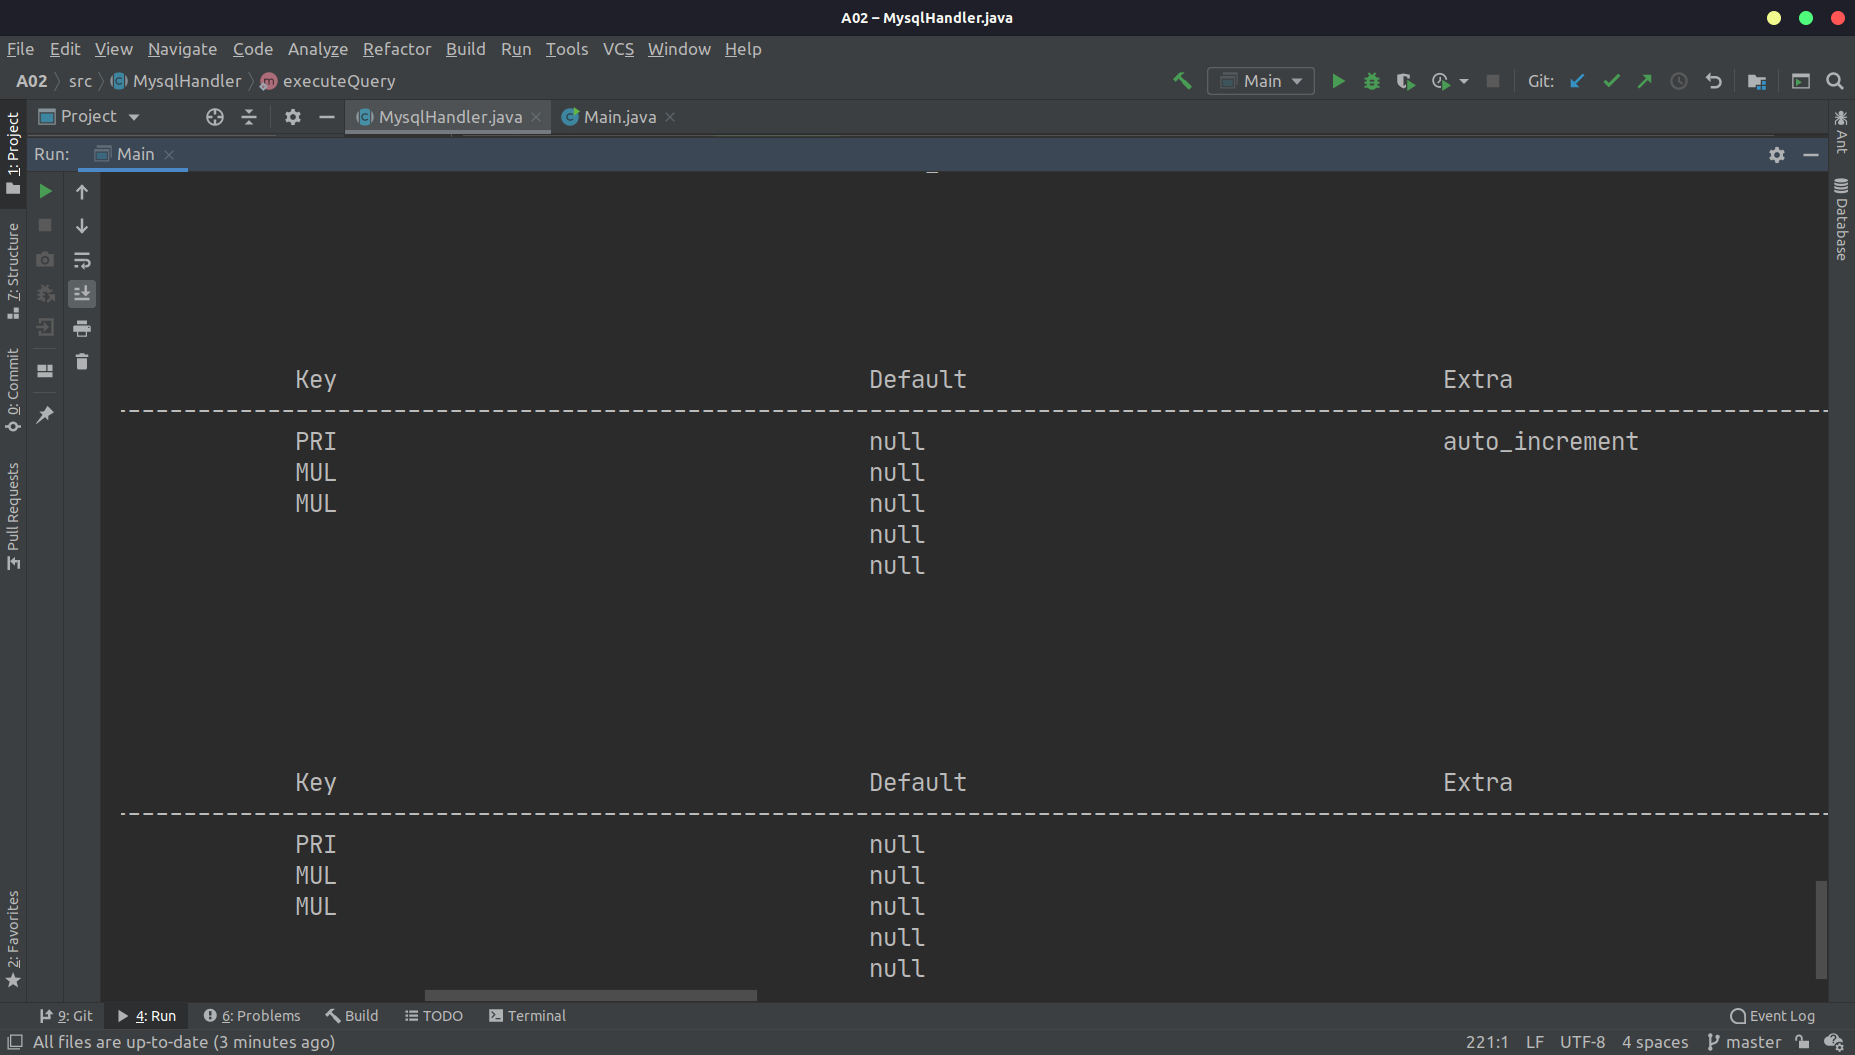 A02 – MysqlHandler.java
File Edit View Navigate Code Analyze Refactor Build Run Tools VCS Window Help
A02 src MysqlHandler executeQuery Main Git:
Project MysqlHandler.java Main.java
Run: Main
1: Project
7: Structure
0: Commit
Pull Requests
2: Favorites
Ant
Database
Key Default Extra
--------------------------------------------------------------------------------------------------------------------------
PRI null auto_increment
MUL null
MUL null
null
null
Key Default Extra
--------------------------------------------------------------------------------------------------------------------------
PRI null
MUL null
MUL null
null
null
9: Git 4: Run 6: Problems Build TODO Terminal Event Log
All files are up-to-date (3 minutes ago) 221:1 LF UTF-8 4 spaces master